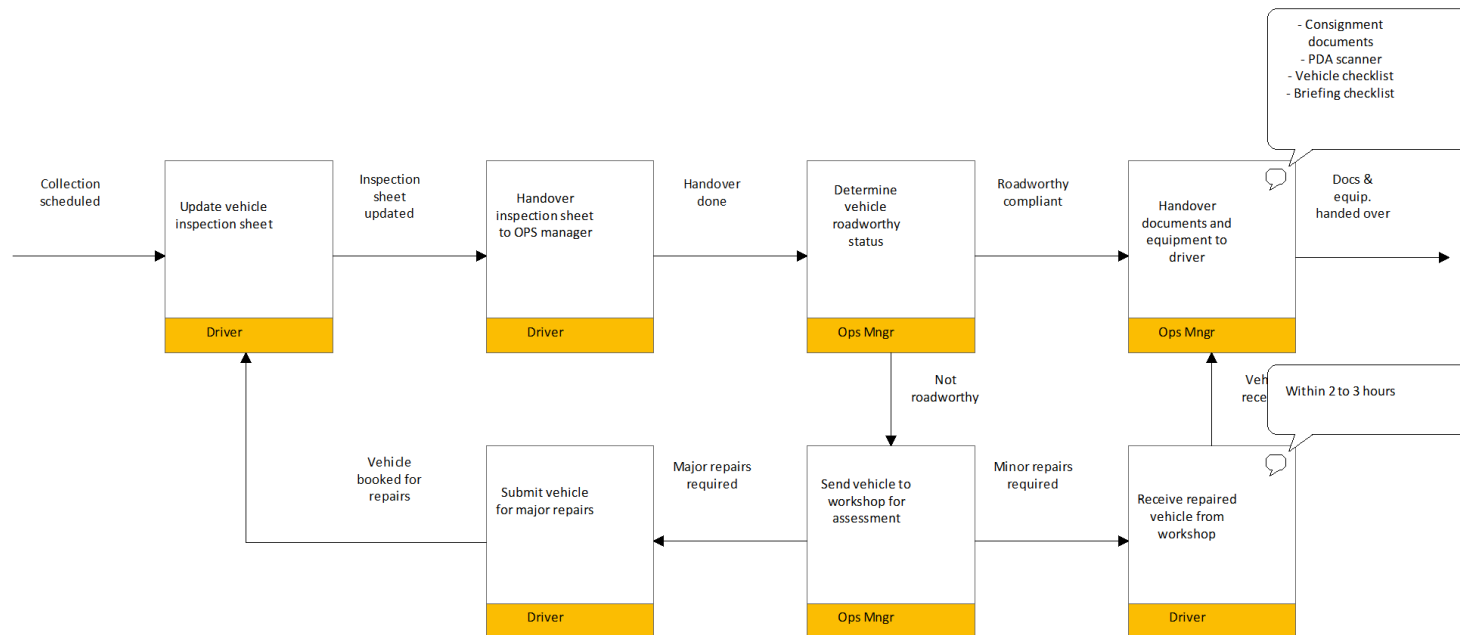 - Consignment
documents
- PDA scanner
- Vehicle checklist
- Briefing checklist
Collection
scheduled
Update vehicle
inspection sheet
Driver
Inspection
sheet
updated
Handover
inspection sheet
to OPS manager
Driver
Handover
done
Determine
vehicle
roadworthy
status
Ops Mngr
Roadworthy
compliant
Handover
documents and
equipment to
driver
Ops Mngr
Docs &
equip.
handed over
Not
roadworthy
Within 2 to 3 hours
Vehicle
booked for
repairs
Submit vehicle
for major repairs
Driver
Major repairs
required
Send vehicle to
workshop for
assessment
Ops Mngr
Minor repairs
required
Receive repaired
vehicle from
workshop
Driver